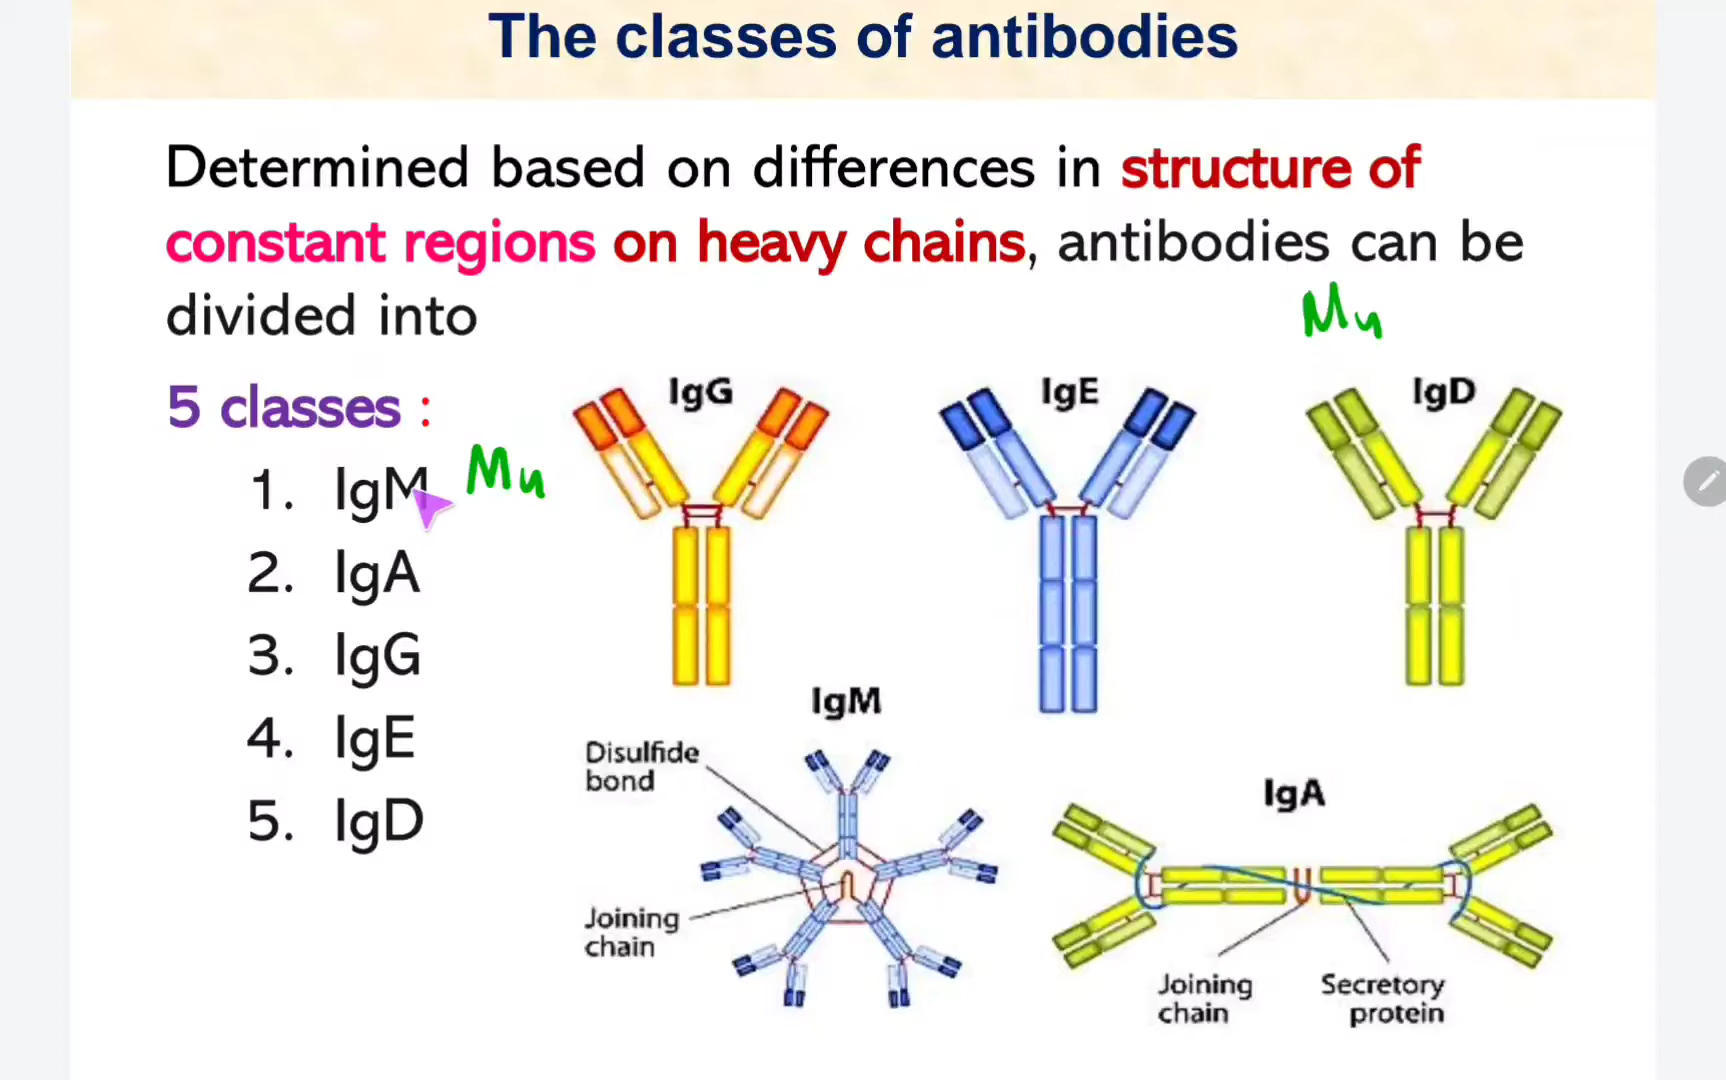 The classes of antibodies
Determined based on differences in structure of
constant regions on heavy chains, antibodies can be
divided into
Mu
5 classes :
1. IgM Mu
2. IgA
3. IgG
4. IgE
5. IgD
IgG
IgE
IgD
IgM
Disulfide
bond
Joining
chain
IgA
Joining
chain
Secretory
protein